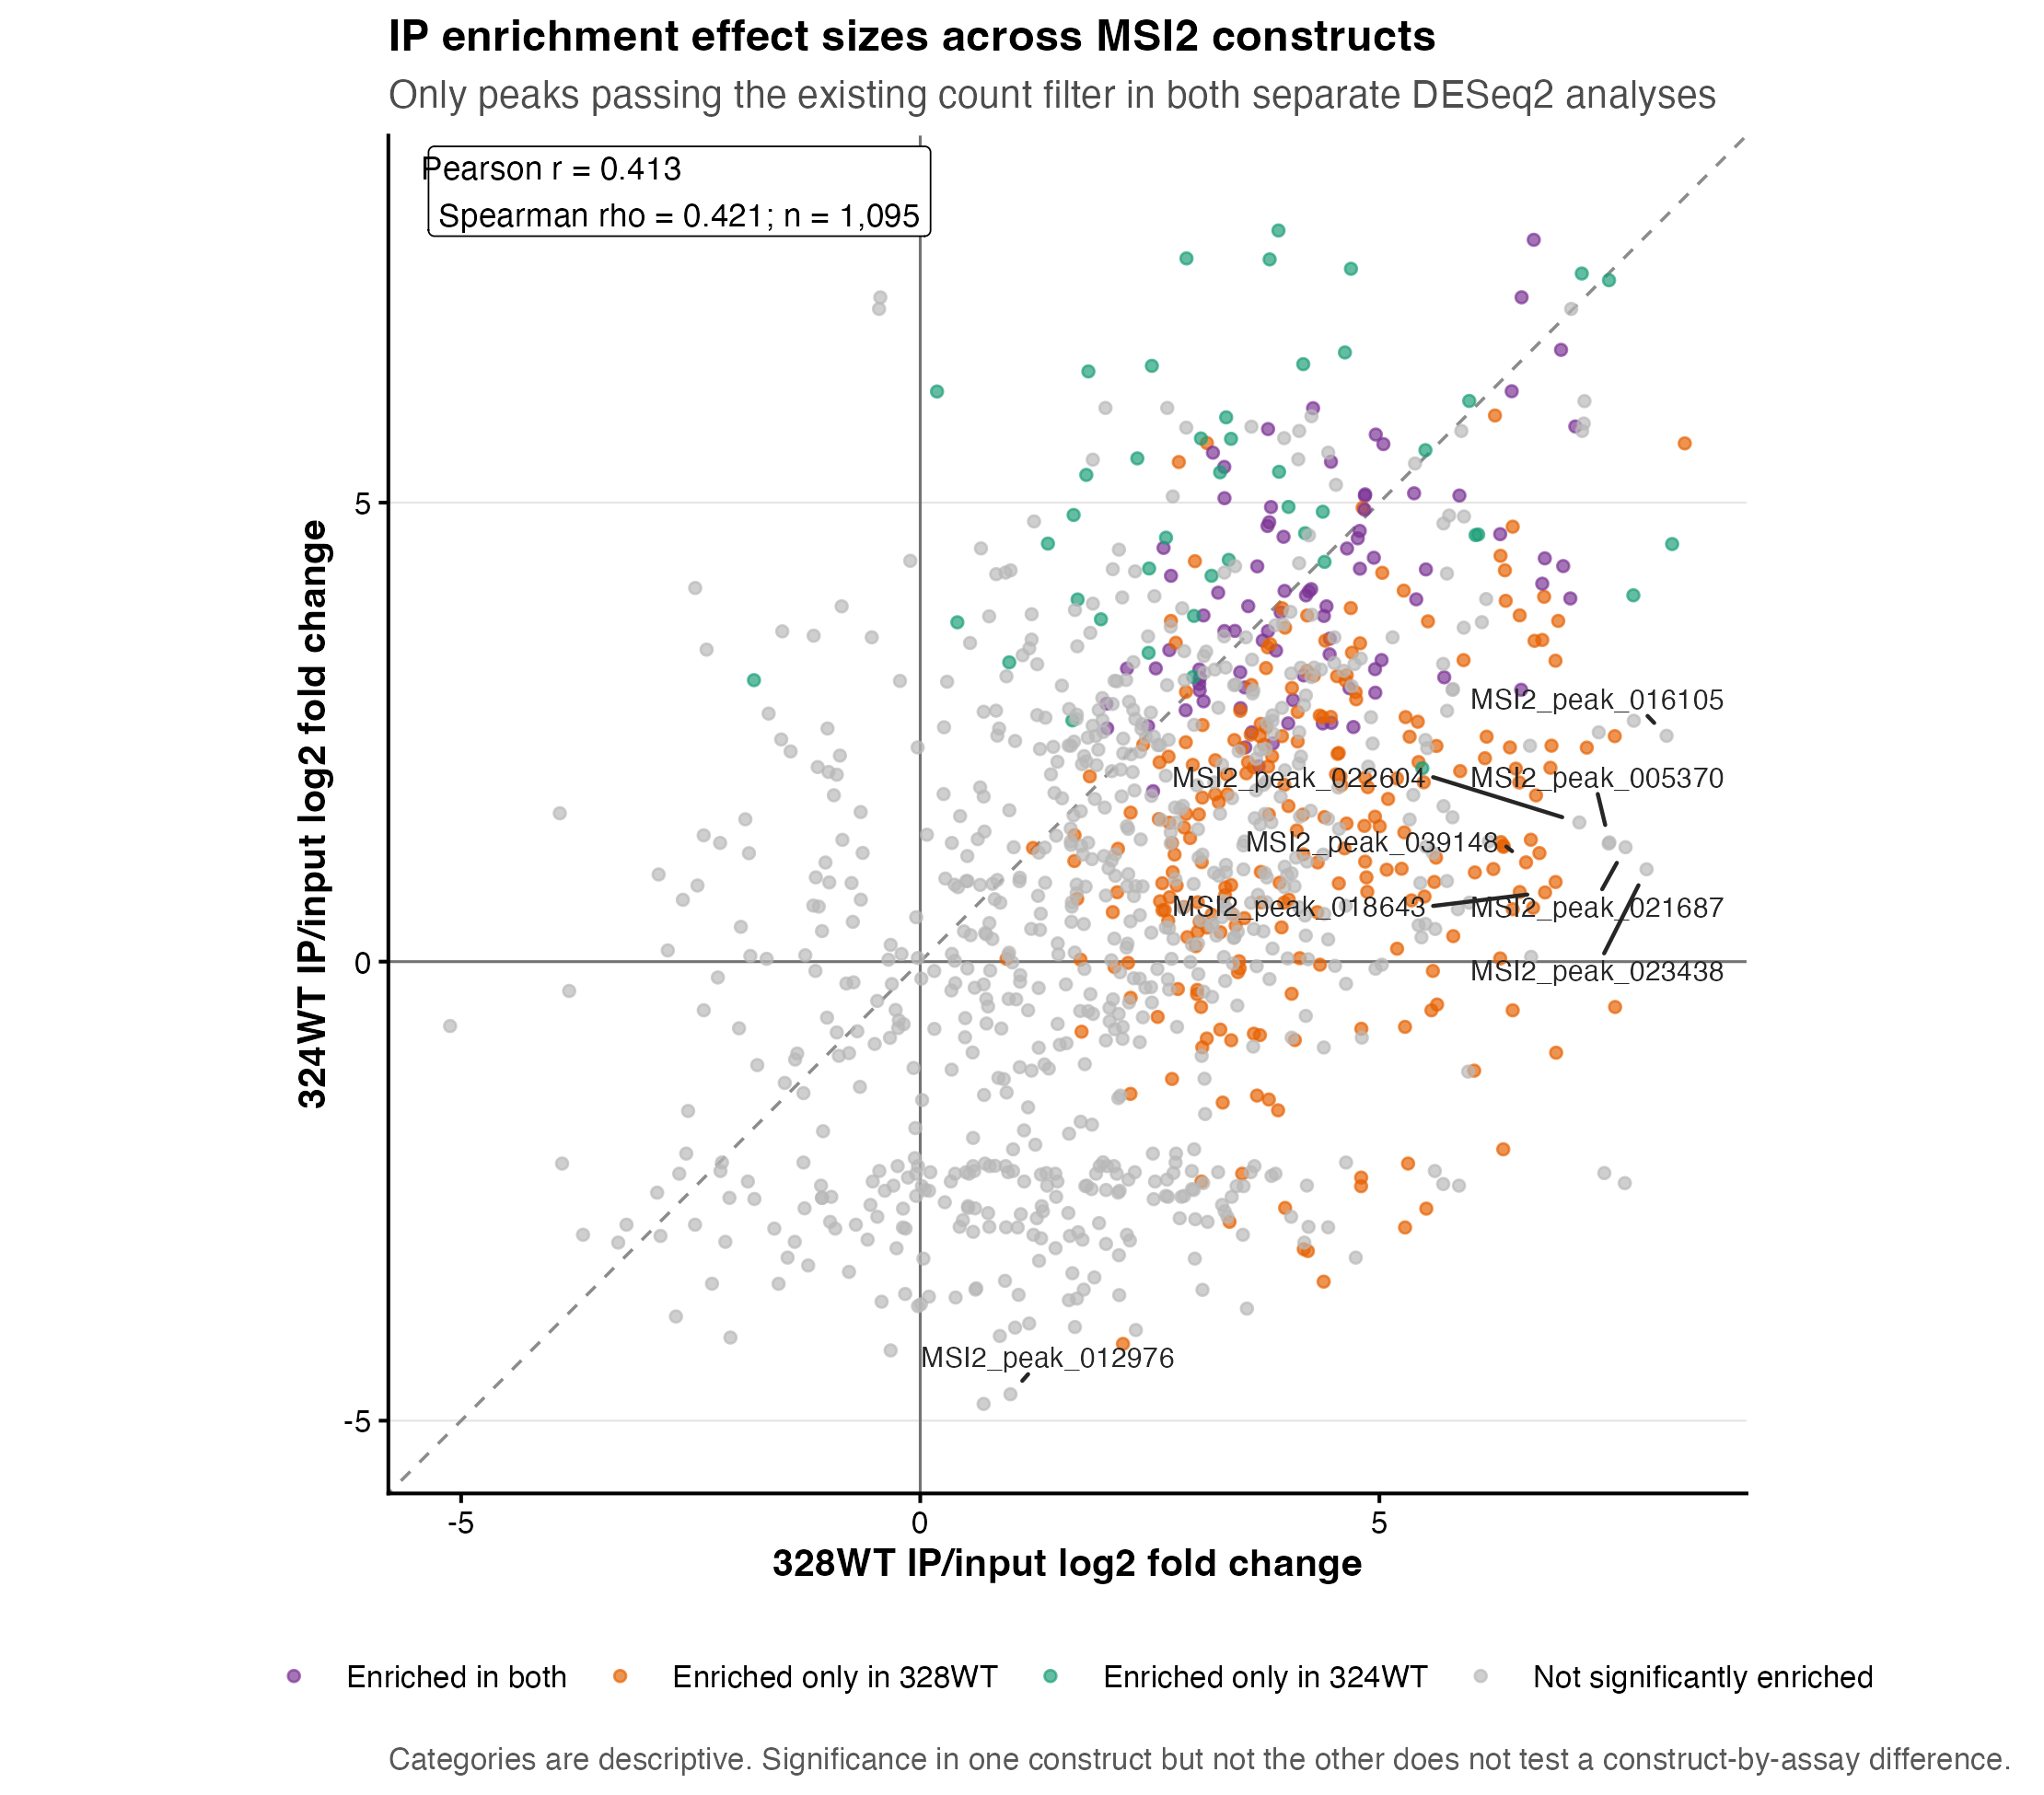 IP enrichment effect sizes across MSI2 constructs
Only peaks passing the existing count filter in both separate DESeq2 analyses
Pearson r = 0.413
Spearman rho = 0.421; n = 1,095
324WT IP/input log2 fold change
5
0
-5
MSI2_peak_016105
MSI2_peak_022604
MSI2_peak_005370
MSI2_peak_039148
MSI2_peak_018643
MSI2_peak_021687
MSI2_peak_023438
MSI2_peak_012976
-5
0
5
328WT IP/input log2 fold change
Enriched in both
Enriched only in 328WT
Enriched only in 324WT
Not significantly enriched
Categories are descriptive. Significance in one construct but not the other does not test a construct-by-assay difference.